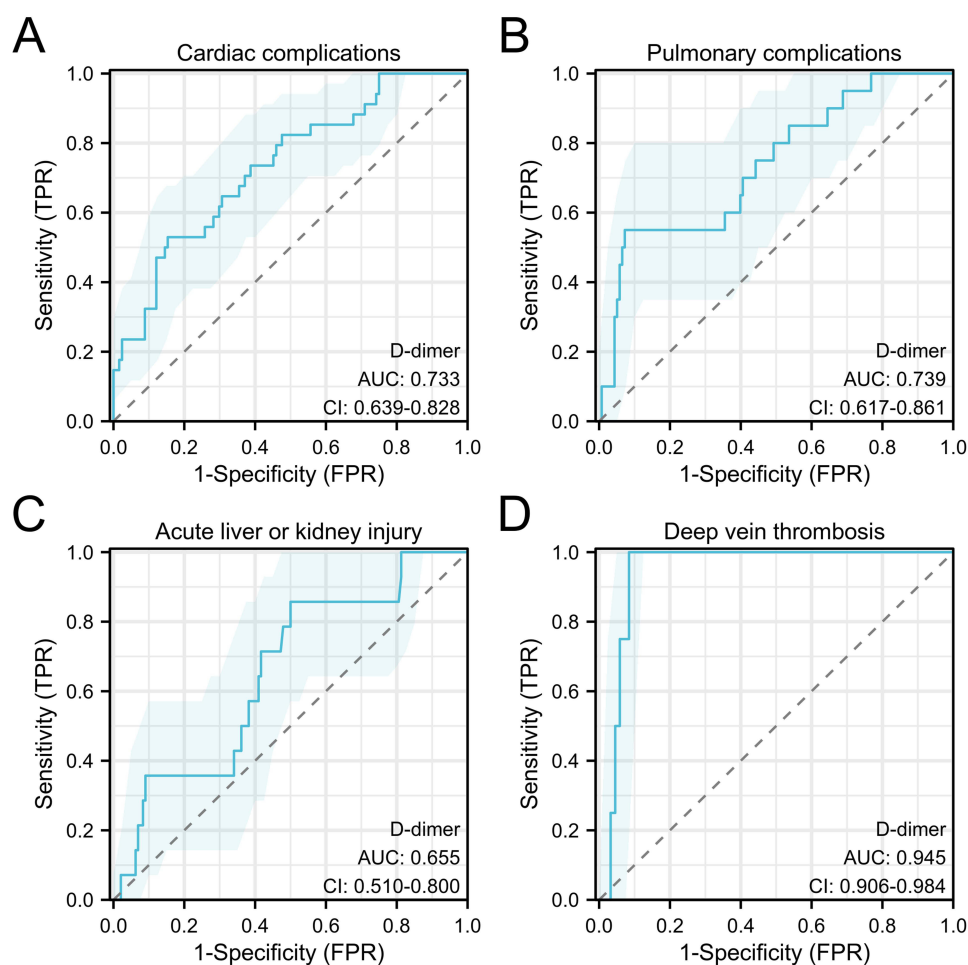 A
Cardiac complications
Sensitivity (TPR)
1.0
0.8
0.6
0.4
0.2
0.0
D-dimer
AUC: 0.733
CI: 0.639-0.828
0.0 0.2 0.4 0.6 0.8 1.0
1-Specificity (FPR)
B
Pulmonary complications
Sensitivity (TPR)
1.0
0.8
0.6
0.4
0.2
0.0
D-dimer
AUC: 0.739
CI: 0.617-0.861
0.0 0.2 0.4 0.6 0.8 1.0
1-Specificity (FPR)
C
Acute liver or kidney injury
Sensitivity (TPR)
1.0
0.8
0.6
0.4
0.2
0.0
D-dimer
AUC: 0.655
CI: 0.510-0.800
0.0 0.2 0.4 0.6 0.8 1.0
1-Specificity (FPR)
D
Deep vein thrombosis
Sensitivity (TPR)
1.0
0.8
0.6
0.4
0.2
0.0
D-dimer
AUC: 0.945
CI: 0.906-0.984
0.0 0.2 0.4 0.6 0.8 1.0
1-Specificity (FPR)